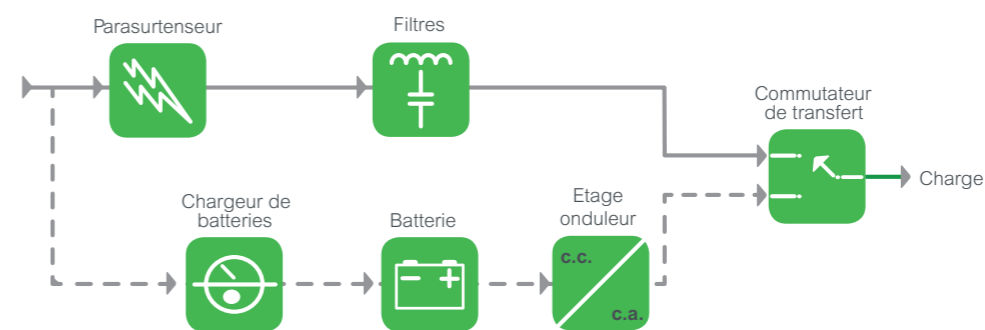 Parasurtenseur
Filtres
Commutateur
de transfert
Charge
Chargeur de
batteries
Batterie
Etage
onduleur
c.c.
c.a.